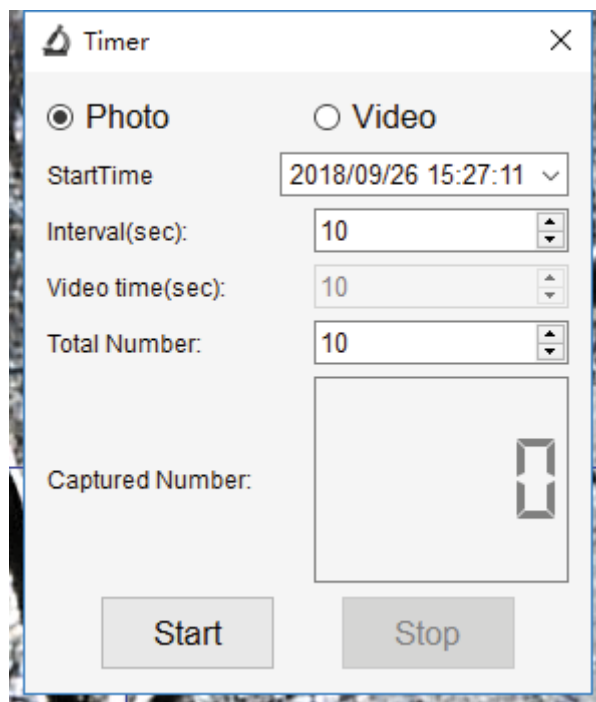 Timer
Photo Video
StartTime 2018/09/26 15:27:11
Interval(sec): 10
Video time(sec): 10
Total Number: 10
Captured Number: 0
Start Stop